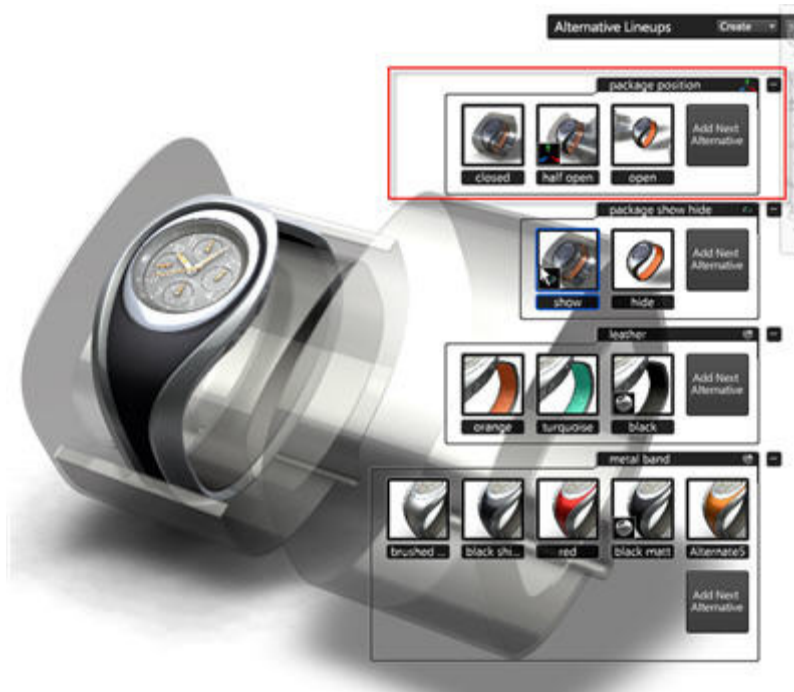 Alternative Lineups Create
package position
closed half open open Add Next
Alternative
package show hide
show hide Add Next
Alternative
leather
orange turquoise black Add Next
Alternative
metal band
brushed ... black shi... red black matt Alternate5
Add Next
Alternative